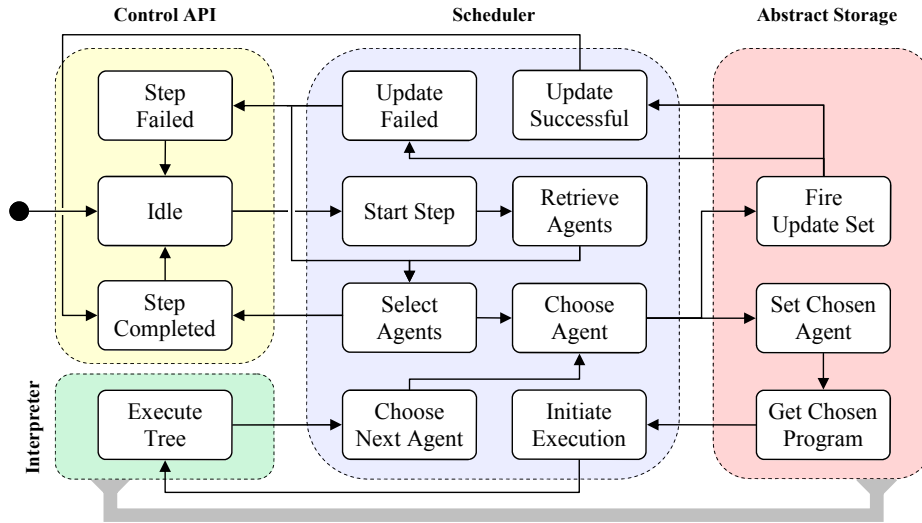 Control API
Scheduler
Abstract Storage
Step
Failed
Update
Failed
Update
Successful
Idle
Start Step
Retrieve
Agents
Fire
Update Set
Step
Completed
Select
Agents
Choose
Agent
Set Chosen
Agent
Interpreter
Execute
Tree
Choose
Next Agent
Initiate
Execution
Get Chosen
Program